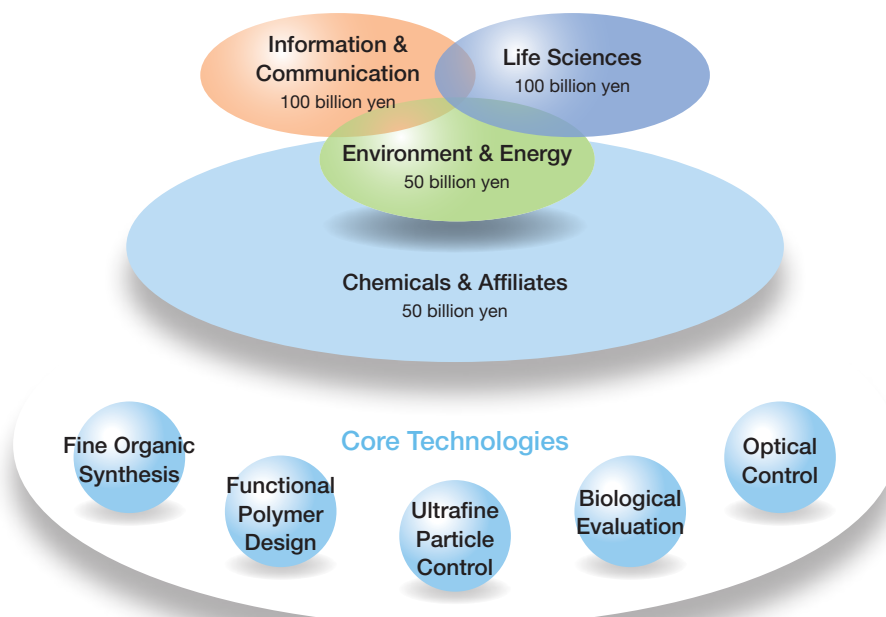 Information &
Communication
100 billion yen
Life Sciences
100 billion yen
Environment & Energy
50 billion yen
Chemicals & Affiliates
50 billion yen
Core Technologies
Fine Organic
Synthesis
Functional
Polymer
Design
Ultrafine
Particle
Control
Biological
Evaluation
Optical
Control